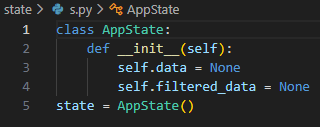 state > s.py > AppState
1 class AppState:
2     def __init__(self):
3         self.data = None
4         self.filtered_data = None
5 state = AppState()